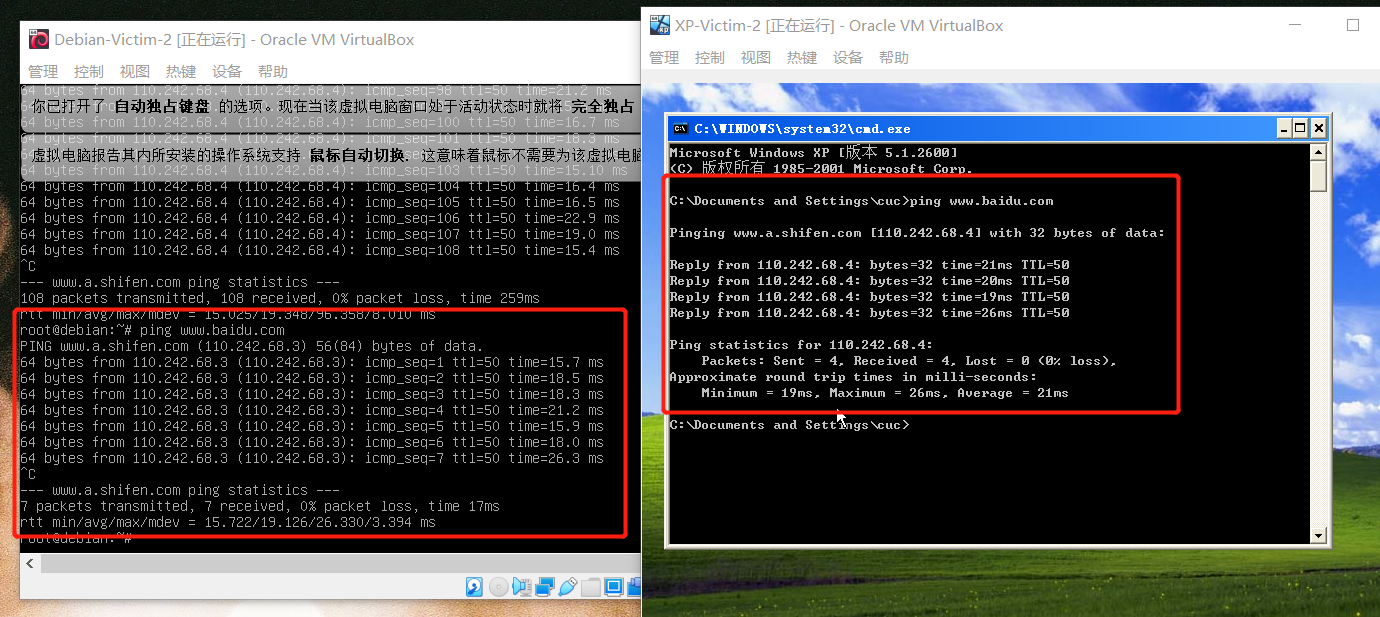 Debian-Victim-2 [正在运行] - Oracle VM VirtualBox
管理 控制 视图 热键 设备 帮助
64 bytes from 110.242.68.4 (110.242.68.4): icmp_seq=98 ttl=50 time=21.2 ms
你已打开了 自动独占键盘 的选项。现在当该虚拟电脑窗口处于活动状态时就将 完全独占
64 bytes from 110.242.68.4 (110.242.68.4): icmp_seq=100 ttl=50 time=16.7 ms
64 bytes from 110.242.68.4 (110.242.68.4): icmp_seq=101 ttl=50 time=18.3 ms
虚拟电脑报告其内所安装的操作系统支持 鼠标自动切换。这意味着鼠标不需要为该虚拟电脑
64 bytes from 110.242.68.4 (110.242.68.4): icmp_seq=103 ttl=50 time=15.10 ms
64 bytes from 110.242.68.4 (110.242.68.4): icmp_seq=104 ttl=50 time=16.4 ms
64 bytes from 110.242.68.4 (110.242.68.4): icmp_seq=105 ttl=50 time=16.5 ms
64 bytes from 110.242.68.4 (110.242.68.4): icmp_seq=106 ttl=50 time=22.9 ms
64 bytes from 110.242.68.4 (110.242.68.4): icmp_seq=107 ttl=50 time=19.0 ms
64 bytes from 110.242.68.4 (110.242.68.4): icmp_seq=108 ttl=50 time=15.4 ms
^C
--- www.a.shifen.com ping statistics ---
108 packets transmitted, 108 received, 0% packet loss, time 259ms
rtt min/avg/max/mdev = 15.025/19.348/96.358/8.010 ms
root@debian:~# ping www.baidu.com
PING www.a.shifen.com (110.242.68.3) 56(84) bytes of data.
64 bytes from 110.242.68.3 (110.242.68.3): icmp_seq=1 ttl=50 time=15.7 ms
64 bytes from 110.242.68.3 (110.242.68.3): icmp_seq=2 ttl=50 time=18.5 ms
64 bytes from 110.242.68.3 (110.242.68.3): icmp_seq=3 ttl=50 time=18.3 ms
64 bytes from 110.242.68.3 (110.242.68.3): icmp_seq=4 ttl=50 time=21.2 ms
64 bytes from 110.242.68.3 (110.242.68.3): icmp_seq=5 ttl=50 time=15.9 ms
64 bytes from 110.242.68.3 (110.242.68.3): icmp_seq=6 ttl=50 time=18.0 ms
64 bytes from 110.242.68.3 (110.242.68.3): icmp_seq=7 ttl=50 time=26.3 ms
^C
--- www.a.shifen.com ping statistics ---
7 packets transmitted, 7 received, 0% packet loss, time 17ms
rtt min/avg/max/mdev = 15.722/19.126/26.330/3.394 ms
root@debian:~#
XP-Victim-2 [正在运行] - Oracle VM VirtualBox
管理 控制 视图 热键 设备 帮助
C:\WINDOWS\system32\cmd.exe
Microsoft Windows XP [版本 5.1.2600]
(C) 版权所有 1985-2001 Microsoft Corp.
C:\Documents and Settings\cuc>ping www.baidu.com
Pinging www.a.shifen.com [110.242.68.4] with 32 bytes of data:
Reply from 110.242.68.4: bytes=32 time=21ms TTL=50
Reply from 110.242.68.4: bytes=32 time=20ms TTL=50
Reply from 110.242.68.4: bytes=32 time=19ms TTL=50
Reply from 110.242.68.4: bytes=32 time=26ms TTL=50
Ping statistics for 110.242.68.4:
Packets: Sent = 4, Received = 4, Lost = 0 (0% loss),
Approximate round trip times in milli-seconds:
Minimum = 19ms, Maximum = 26ms, Average = 21ms
C:\Documents and Settings\cuc>